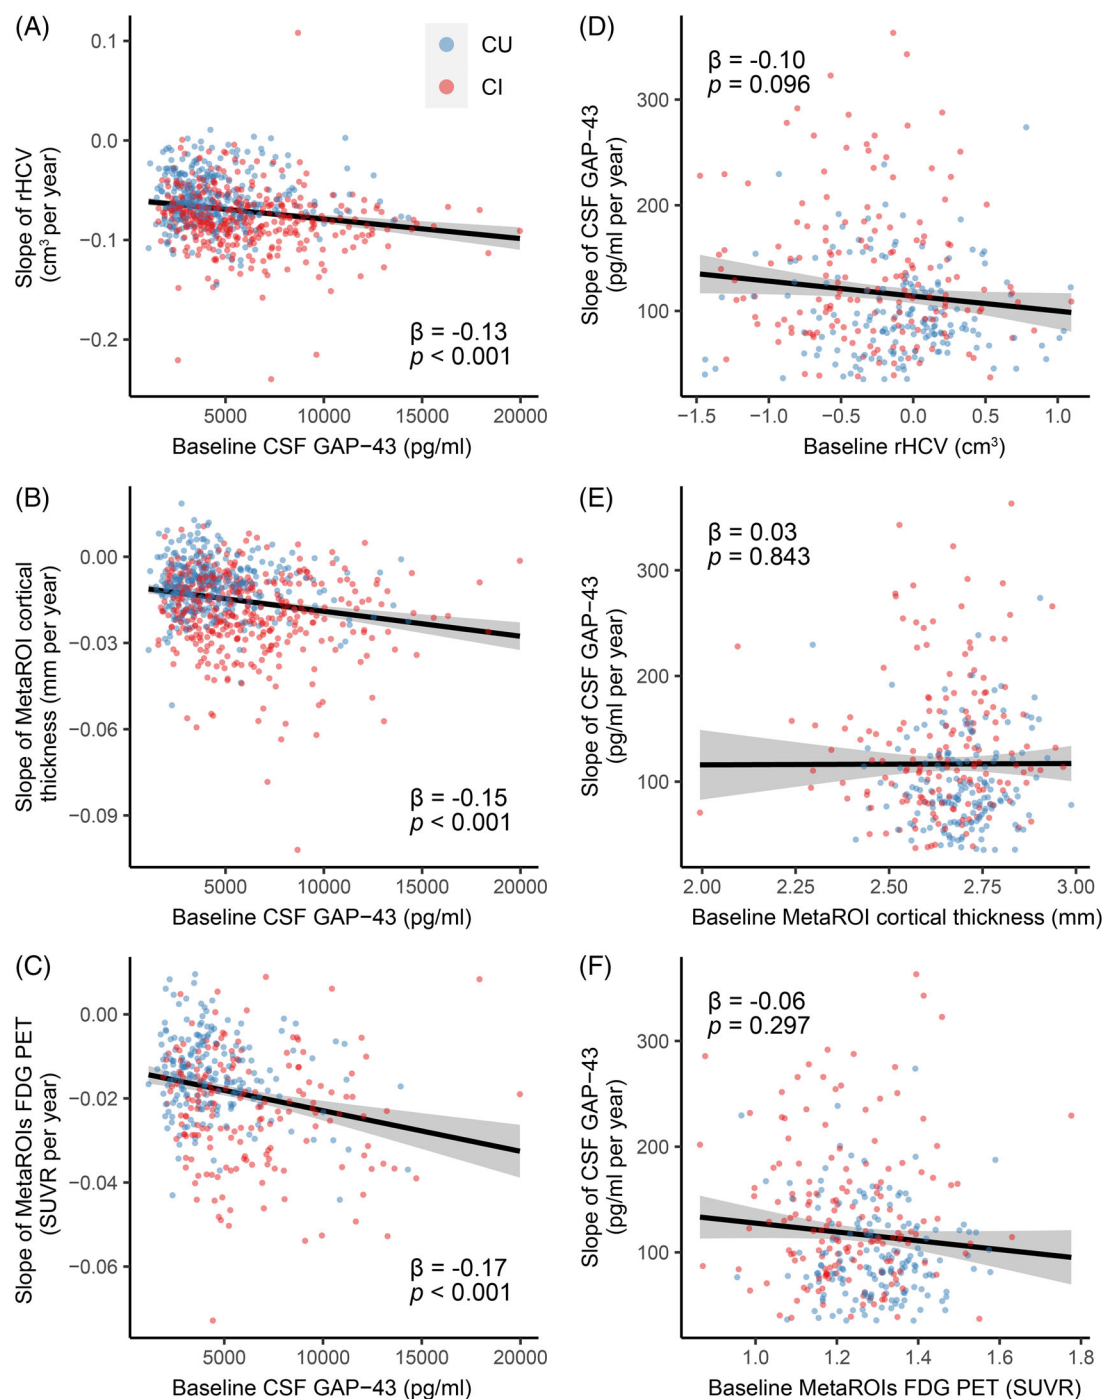 (A)
CU
CI
0.1
0.0
−0.1
−0.2
Slope of rHCV
(cm³ per year)
β = -0.13
p < 0.001
5000 10000 15000 20000
Baseline CSF GAP−43 (pg/ml)
(D)
β = -0.10
p = 0.096
300
200
100
Slope of CSF GAP−43
(pg/ml per year)
−1.5 −1.0 −0.5 0.0 0.5 1.0
Baseline rHCV (cm³)
(B)
0.00
−0.03
−0.06
−0.09
Slope of MetaROI cortical
thickness (mm per year)
β = -0.15
p < 0.001
5000 10000 15000 20000
Baseline CSF GAP−43 (pg/ml)
(E)
β = 0.03
p = 0.843
300
200
100
Slope of CSF GAP−43
(pg/ml per year)
2.00 2.25 2.50 2.75 3.00
Baseline MetaROI cortical thickness (mm)
(C)
0.00
−0.02
−0.04
−0.06
Slope of MetaROIs FDG PET
(SUVR per year)
β = -0.17
p < 0.001
5000 10000 15000 20000
Baseline CSF GAP−43 (pg/ml)
(F)
β = -0.06
p = 0.297
300
200
100
Slope of CSF GAP−43
(pg/ml per year)
1.0 1.2 1.4 1.6 1.8
Baseline MetaROIs FDG PET (SUVR)